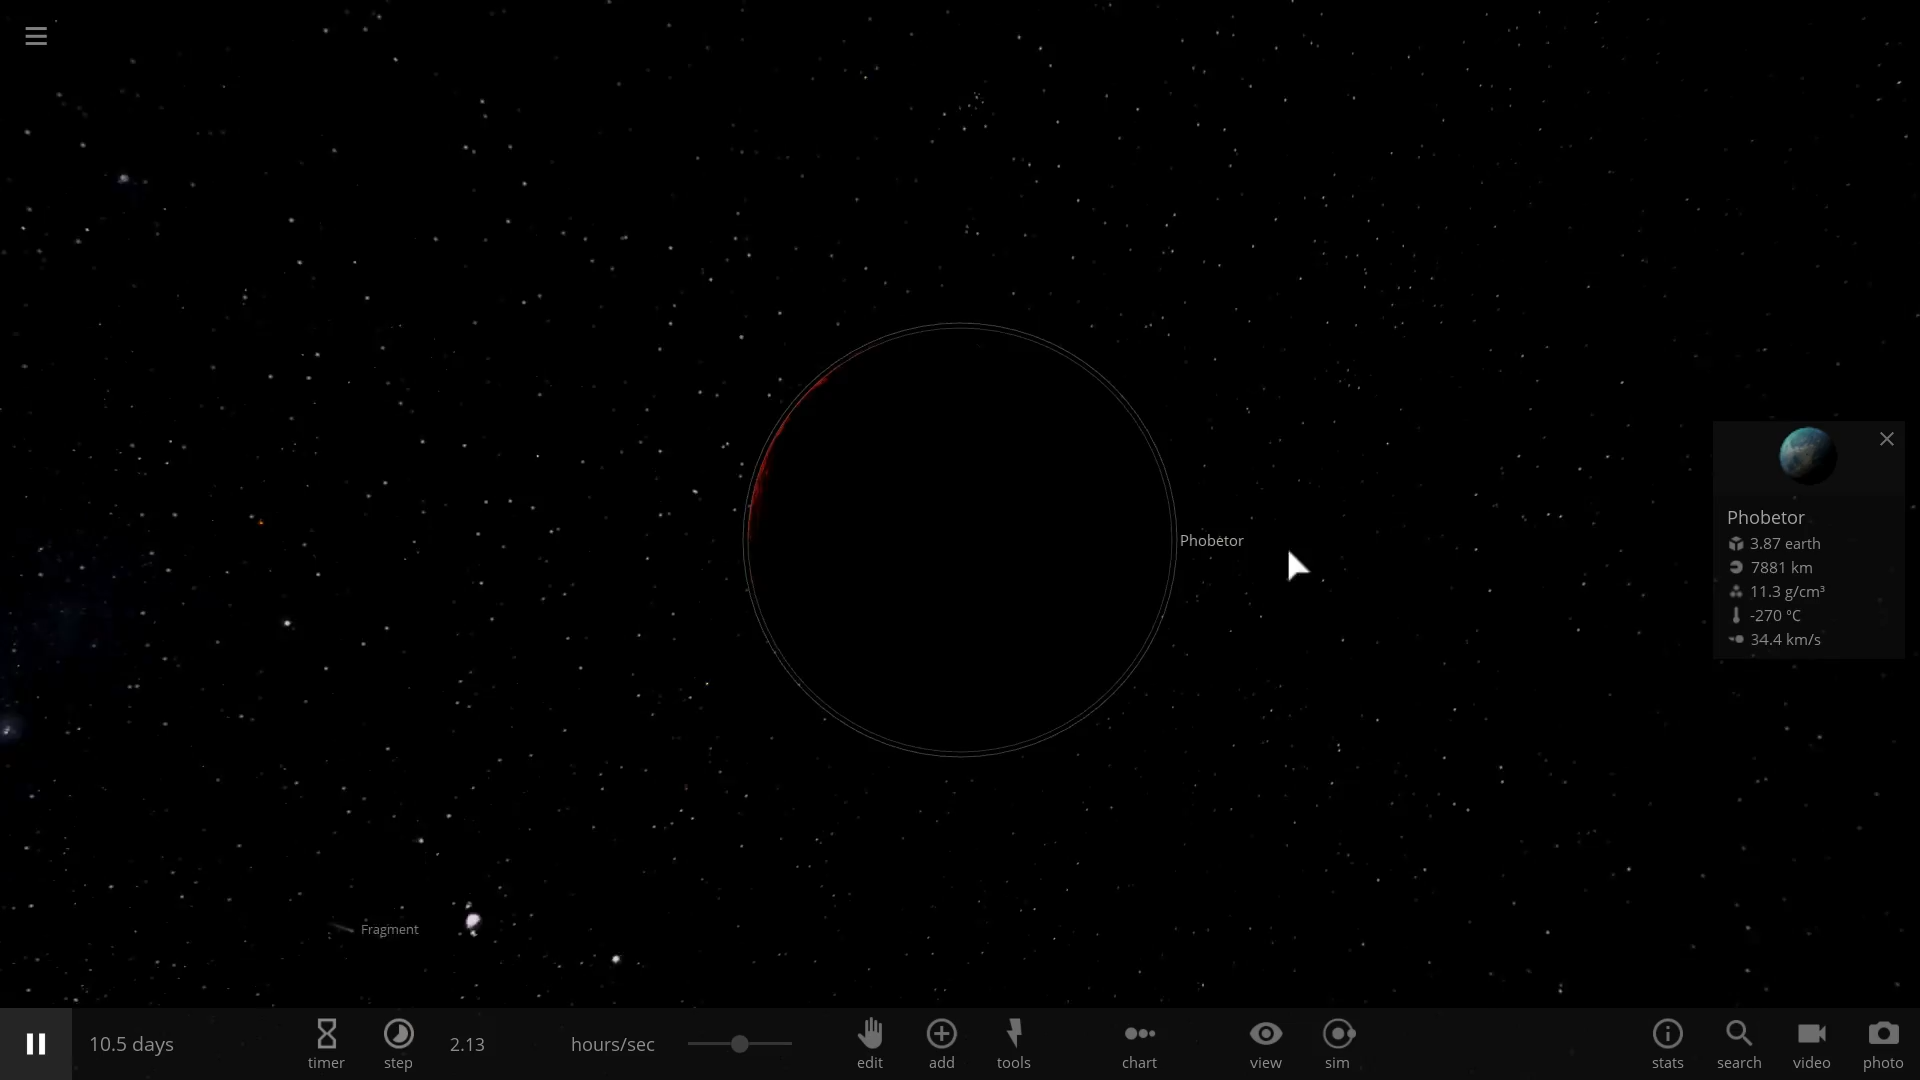 Phobetor
Phobetor
3.87 earth
7881 km
11.3 g/cm³
-270 °C
34.4 km/s
Fragment
10.5 days
timer
step
2.13
hours/sec
edit
add
tools
chart
view
sim
stats
search
video
photo